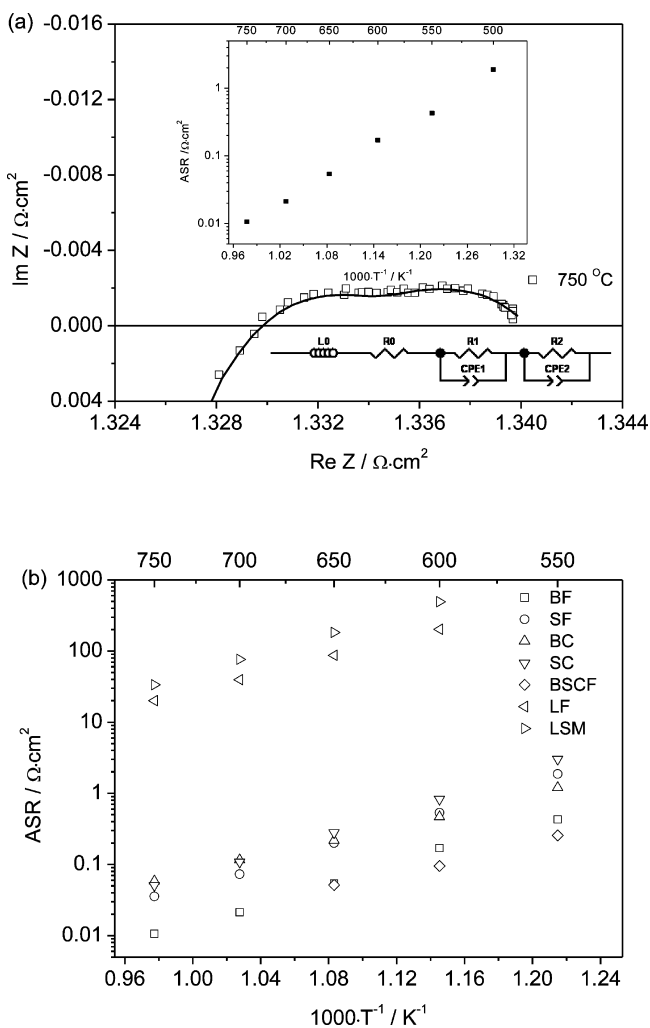 (a)
750 700 650 600 550 500
-0.016
-0.012
-0.008
-0.004
0.000
0.004
Im Z / Ω·cm²
1
0.1
0.01
ASR / Ω·cm²
0.96 1.02 1.08 1.14 1.20 1.26 1.32
1000·T⁻¹ / K⁻¹
750 °C
L0 R0 R1 R2
CPE1 CPE2
1.324 1.328 1.332 1.336 1.340 1.344
Re Z / Ω·cm²
(b)
750 700 650 600 550
1000
100
10
1
0.1
0.01
ASR / Ω·cm²
BF
SF
BC
SC
BSCF
LF
LSM
0.96 1.00 1.04 1.08 1.12 1.16 1.20 1.24
1000·T⁻¹ / K⁻¹